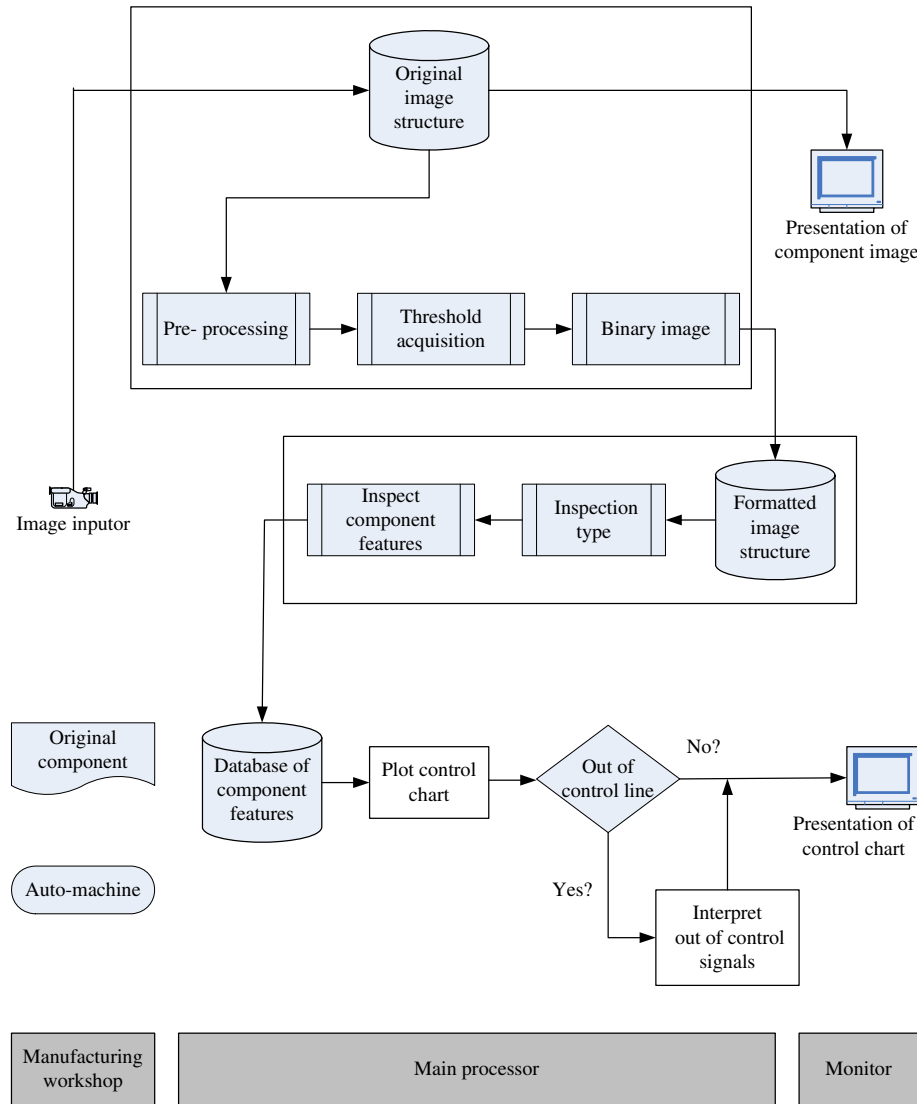 Original
image
structure
Presentation of
component image
Pre- processing
Threshold
acquisition
Binary image
Image inputor
Inspect
component
features
Inspection
type
Formatted
image
structure
Original
component
Database of
component
features
Plot control
chart
Out of
control line
No?
Presentation of
control chart
Auto-machine
Yes?
Interpret
out of control
signals
Manufacturing
workshop
Main processor
Monitor